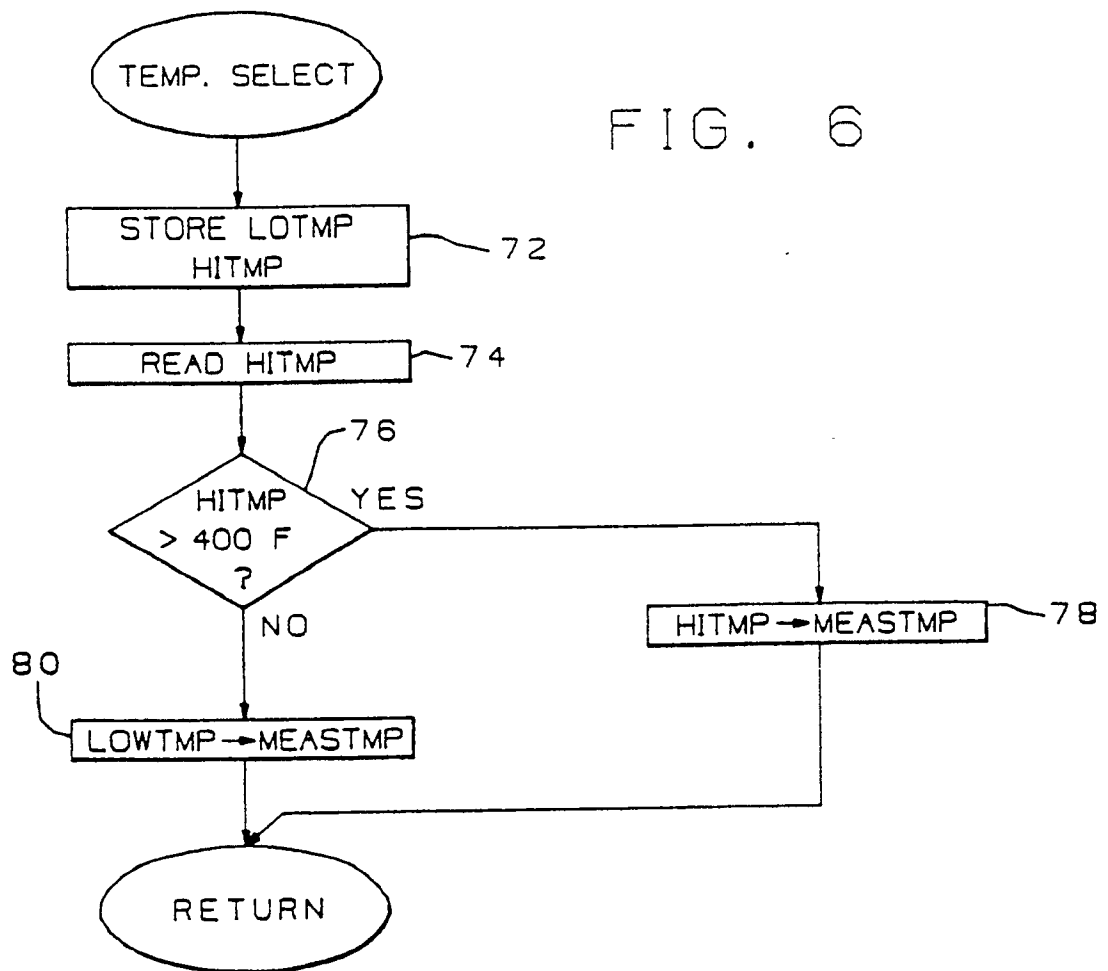 TEMP. SELECT
FIG. 6
STORE LOTMP
HITMP
72
READ HITMP
74
76
HITMP
> 400 F
?
YES
NO
HITMP→MEASTMP
78
80
LOWTMP→MEASTMP
RETURN